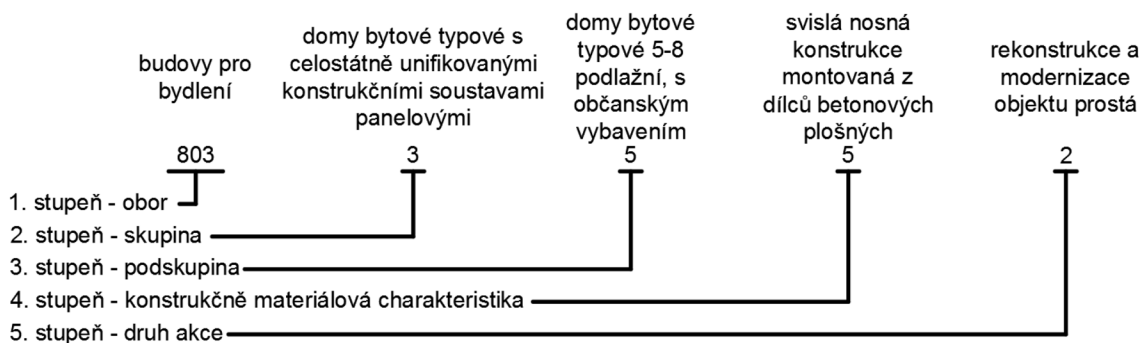 budovy pro
bydlení
domy bytové typové s
celostátně unifikovanými
konstrukčními soustavami
panelovými
domy bytové
typové 5-8
podlažní, s
občanským
vybavením
svislá nosná
konstrukce
montovaná z
dílců betonových
plošných
rekonstrukce a
modernizace
objektu prostá
803
3
5
5
2
1. stupeň - obor
2. stupeň - skupina
3. stupeň - podskupina
4. stupeň - konstrukčně materiálová charakteristika
5. stupeň - druh akce